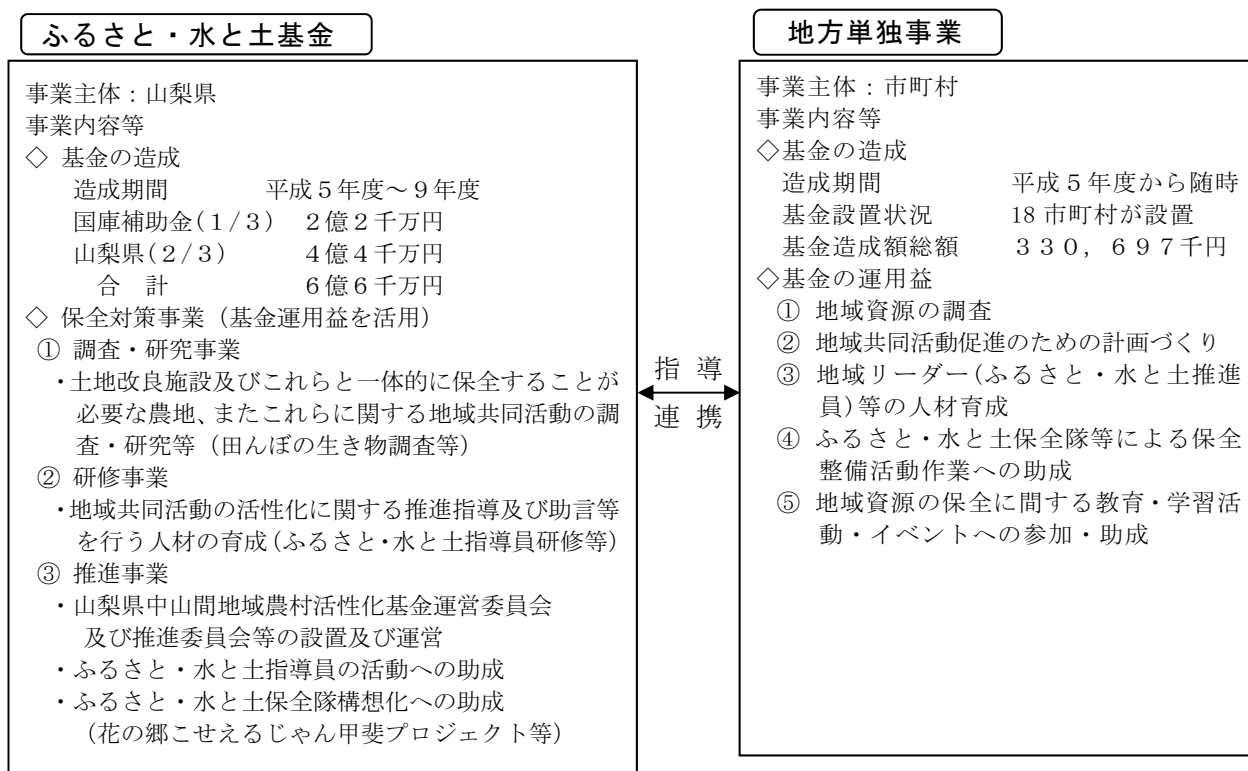 ふるさと・水と土基金
事業主体：山梨県
事業内容等
◇ 基金の造成
造成期間　平成５年度～９年度
国庫補助金(１/３)　２億２千万円
山梨県(２/３)　４億４千万円
合　計　６億６千万円
◇ 保全対策事業（基金運用益を活用）
① 調査・研究事業
・土地改良施設及びこれらと一体的に保全することが
必要な農地、またこれらに関する地域共同活動の調
査・研究等（田んぼの生き物調査等）
② 研修事業
・地域共同活動の活性化に関する推進指導及び助言等
を行う人材の育成(ふるさと・水と土指導員研修等)
③ 推進事業
・山梨県中山間地域農村活性化基金運営委員会
及び推進委員会等の設置及び運営
・ふるさと・水と土指導員の活動への助成
・ふるさと・水と土保全隊構想化への助成
（花の郷こせえるじゃん甲斐プロジェクト等）
指 導
連 携
地方単独事業
事業主体：市町村
事業内容等
◇基金の造成
造成期間　平成５年度から随時
基金設置状況　18 市町村が設置
基金造成額総額　３３０，６９７千円
◇基金の運用益
① 地域資源の調査
② 地域共同活動促進のための計画づくり
③ 地域リーダー(ふるさと・水と土推進
員)等の人材育成
④ ふるさと・水と土保全隊等による保全
整備活動作業への助成
⑤ 地域資源の保全に関する教育・学習活
動・イベントへの参加・助成